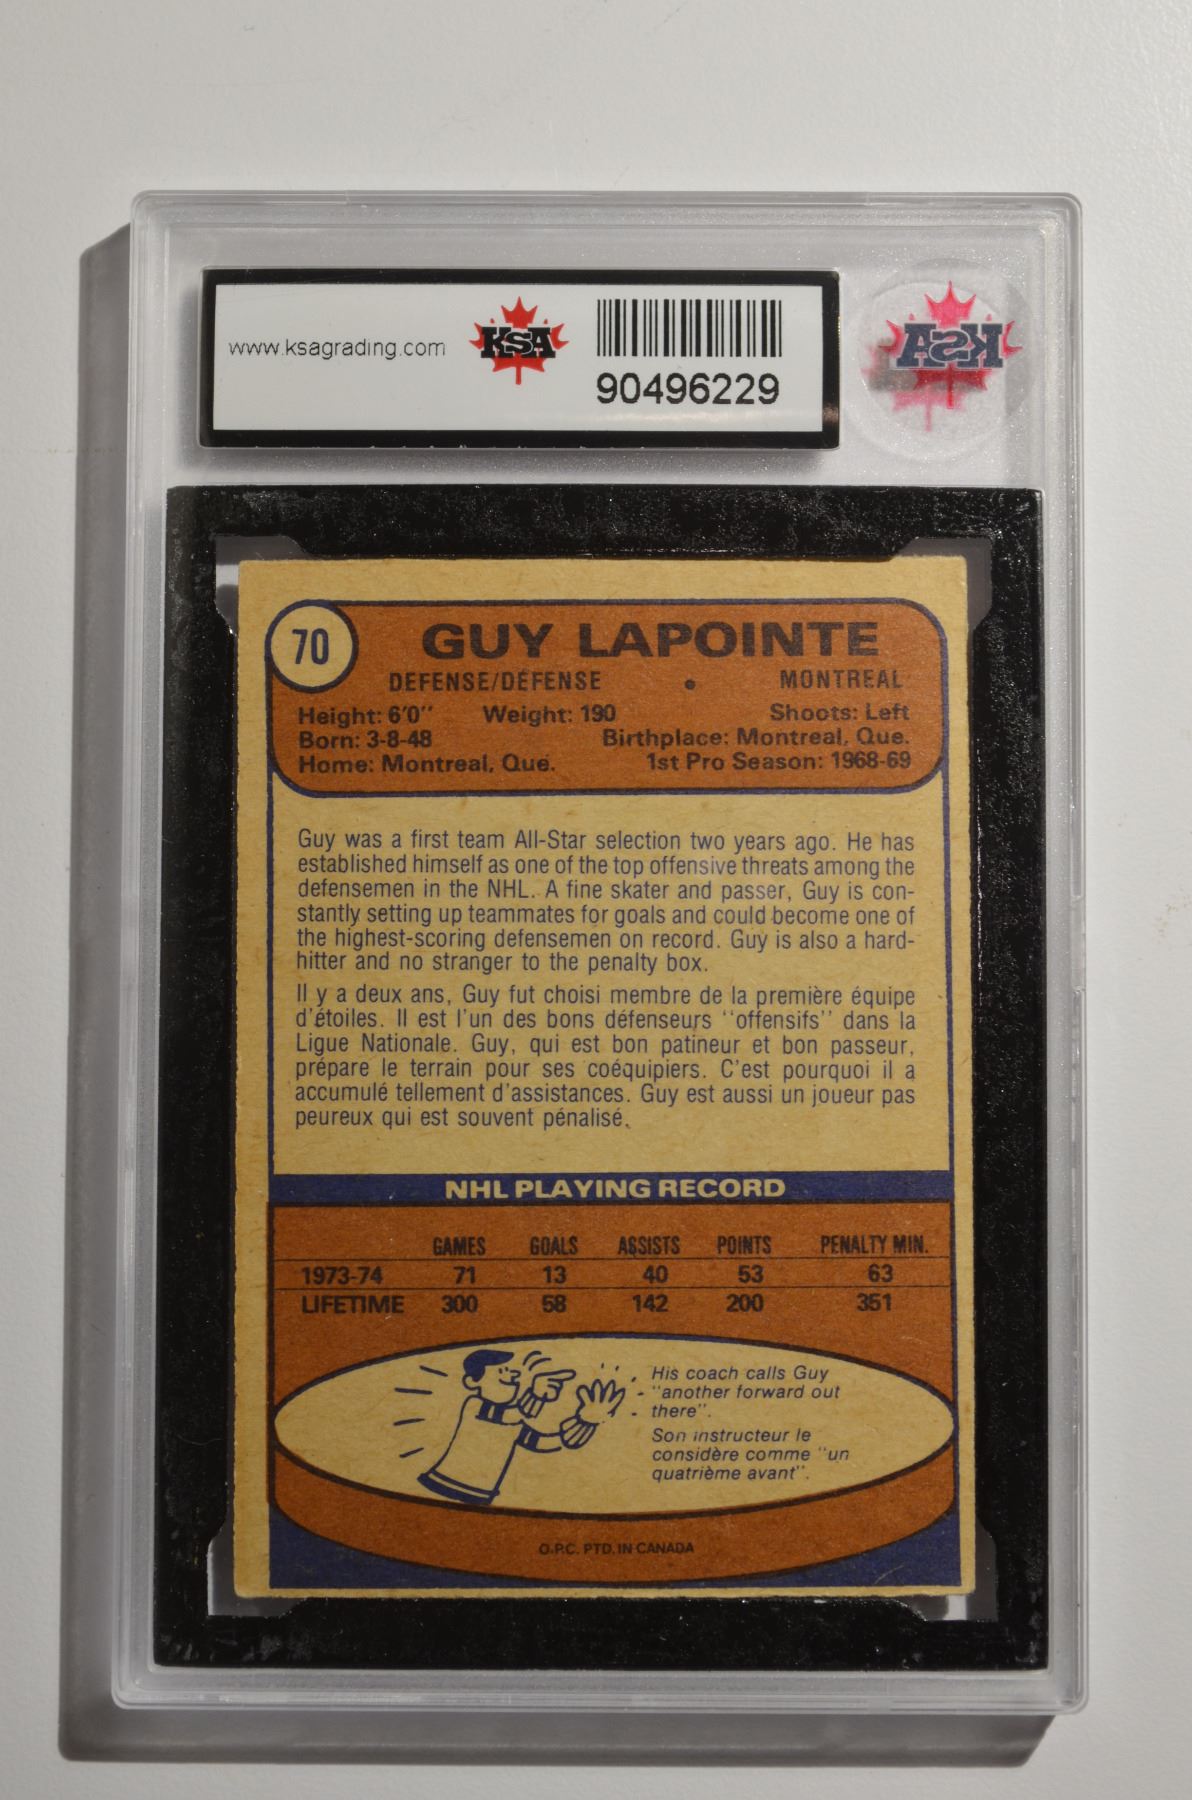 www.ksagrading.com
KSA
90496229
KSA
70
GUY LAPOINTE
DEFENSE/DÉFENSE • MONTREAL
Height: 6'0'' Weight: 190 Shoots: Left
Born: 3-8-48 Birthplace: Montreal, Que.
Home: Montreal, Que. 1st Pro Season: 1968-69
Guy was a first team All-Star selection two years ago. He has
established himself as one of the top offensive threats among the
defensemen in the NHL. A fine skater and passer, Guy is con-
stantly setting up teammates for goals and could become one of
the highest-scoring defensemen on record. Guy is also a hard-
hitter and no stranger to the penalty box.
Il y a deux ans, Guy fut choisi membre de la première équipe
d'étoiles. Il est l'un des bons défenseurs ''offensifs'' dans la
Ligue Nationale. Guy, qui est bon patineur et bon passeur,
prépare le terrain pour ses coéquipiers. C'est pourquoi il a
accumulé tellement d'assistances. Guy est aussi un joueur pas
peureux qui est souvent pénalisé.
NHL PLAYING RECORD
GAMES GOALS ASSISTS POINTS PENALTY MIN.
1973-74 71 13 40 53 63
LIFETIME 300 58 142 200 351
His coach calls Guy
''another forward out
there''.
Son instructeur le
considère comme ''un
quatrième avant''.
O.P.C. PTD. IN CANADA